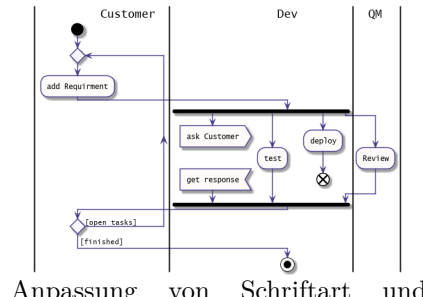 Customer Dev QM
add Requirment
ask Customer
deploy
test
Review
get response
[open tasks]
[finished]
Anpassung von Schriftart und